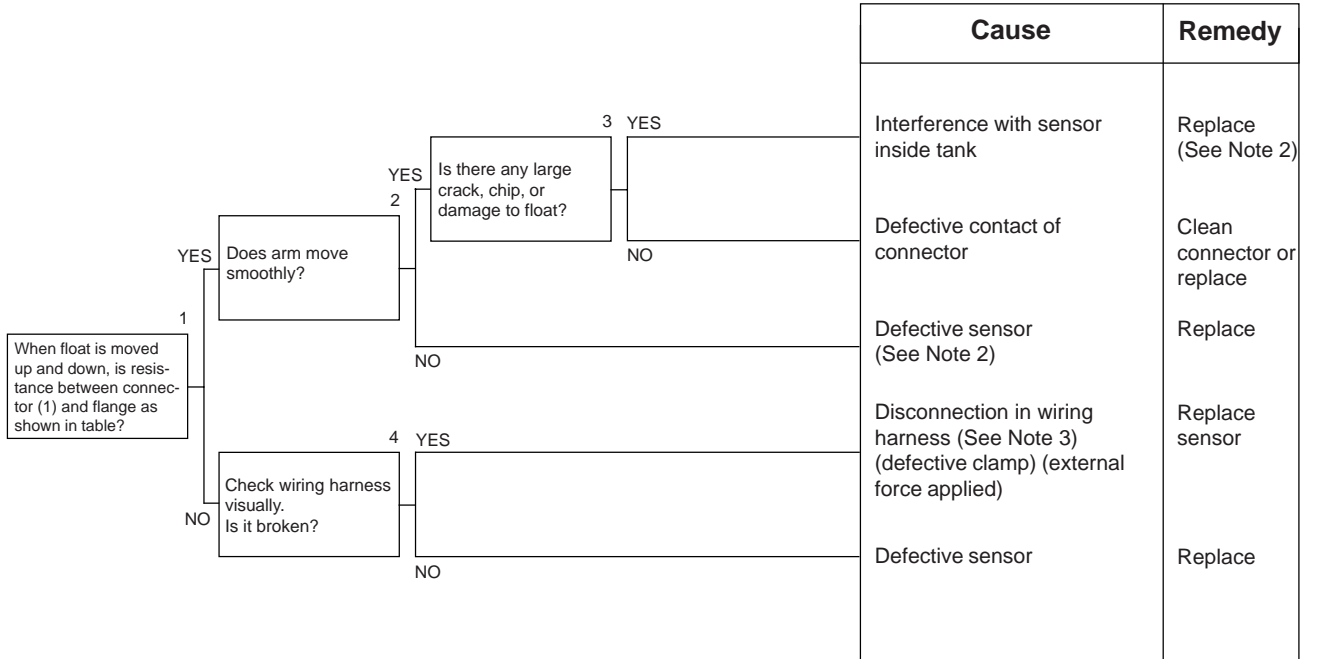 Cause
Remedy
3 YES
Interference with sensor
inside tank
Replace
(See Note 2)
YES
2
Is there any large
crack, chip, or
damage to float?
NO
Defective contact of
connector
Clean
connector or
replace
YES
Does arm move
smoothly?
1
When float is moved
up and down, is resis-
tance between connec-
tor (1) and flange as
shown in table?
NO
Defective sensor
(See Note 2)
Replace
4 YES
Disconnection in wiring
harness (See Note 3)
(defective clamp) (external
force applied)
Replace
sensor
NO
Check wiring harness
visually.
Is it broken?
NO
Defective sensor
Replace